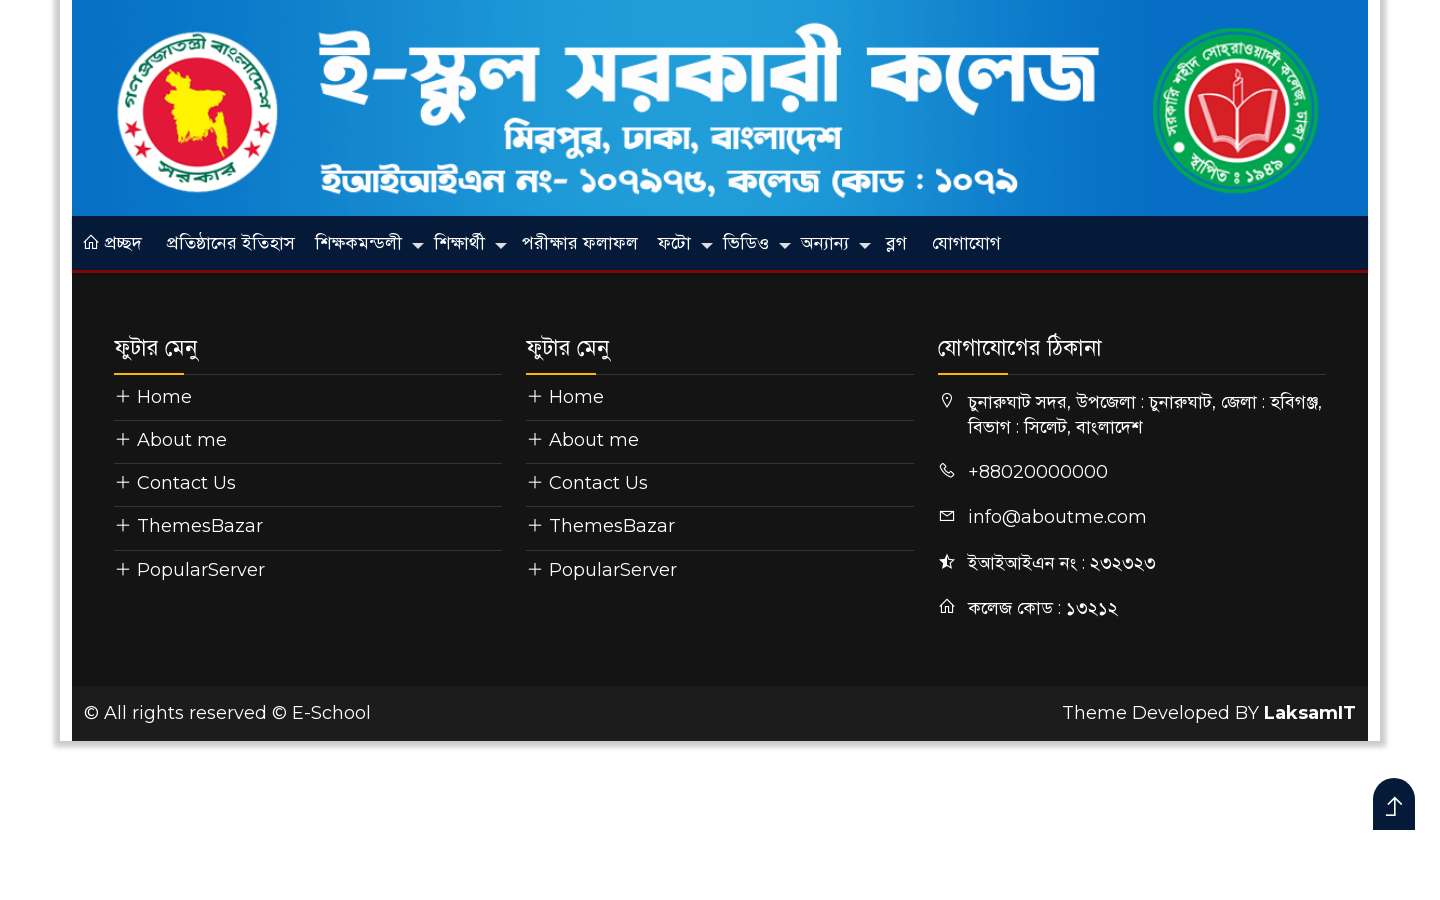 গণপ্রজাতন্ত্রী বাংলাদেশ
সরকার
ই-স্কুল সরকারী কলেজ
মিরপুর, ঢাকা, বাংলাদেশ
ইআইআইএন নং- ১০৭৯৭৫, কলেজ কোড : ১০৭৯
সরকারি শহীদ সোহরাওয়ার্দী কলেজ, ঢাকা
স্থাপিত ঃ ১৯৪৯
প্রচ্ছদ প্রতিষ্ঠানের ইতিহাস শিক্ষকমন্ডলী শিক্ষার্থী পরীক্ষার ফলাফল ফটো ভিডিও অন্যান্য ব্লগ যোগাযোগ
ফুটার মেনু
Home
About me
Contact Us
ThemesBazar
PopularServer
ফুটার মেনু
Home
About me
Contact Us
ThemesBazar
PopularServer
যোগাযোগের ঠিকানা
চুনারুঘাট সদর, উপজেলা : চুনারুঘাট, জেলা : হবিগঞ্জ,
বিভাগ : সিলেট, বাংলাদেশ
+88020000000
info@aboutme.com
ইআইআইএন নং : ২৩২৩২৩
কলেজ কোড : ১৩২১২
© All rights reserved © E-School
Theme Developed BY LaksamIT